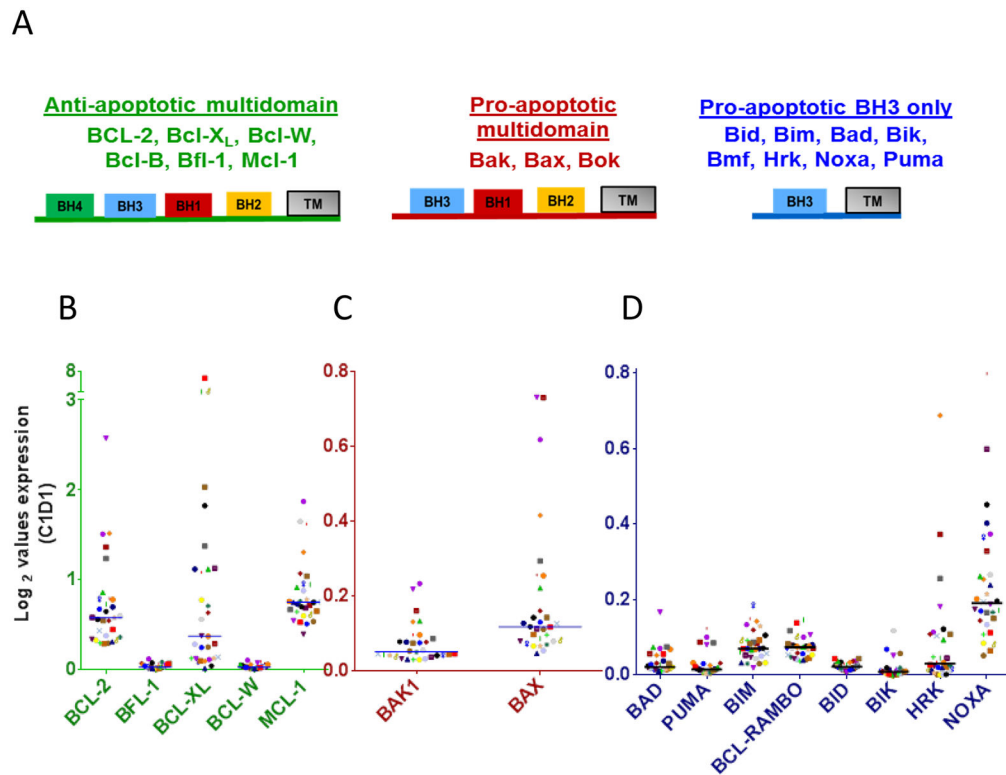 A
Anti-apoptotic multidomain
BCL-2, Bcl-XL, Bcl-W,
Bcl-B, Bfl-1, Mcl-1
BH4 BH3 BH1 BH2 TM
Pro-apoptotic
multidomain
Bak, Bax, Bok
BH3 BH1 BH2 TM
Pro-apoptotic BH3 only
Bid, Bim, Bad, Bik,
Bmf, Hrk, Noxa, Puma
BH3 TM
B
Log 2 values expression
(C1D1)
8
3
2
1
0
BCL-2 BFL-1 BCL-XL BCL-W MCL-1
C
0.8
0.6
0.4
0.2
0.0
BAK1 BAX
D
0.8
0.6
0.4
0.2
0.0
BAD PUMA BIM BCL-RAMBO BID BIK HRK NOXA